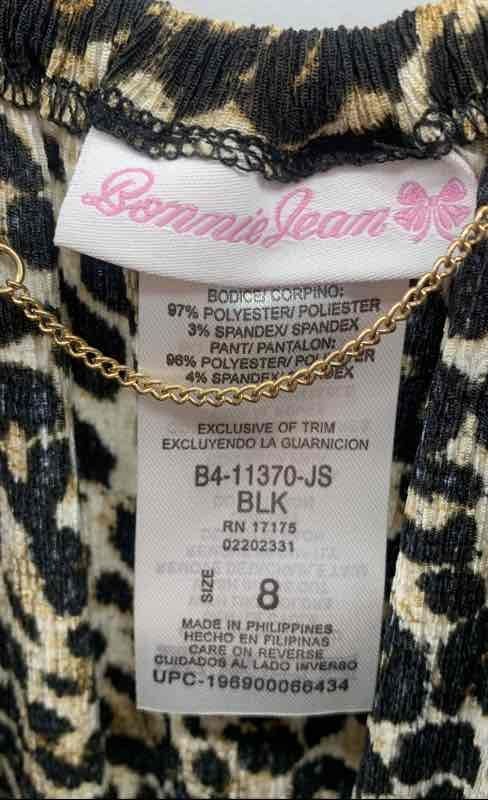 Bonnie Jean
BODICE/ CORPINO:
97% POLYESTER/ POLIESTER
3% SPANDEX/ SPANDEX
PANT/ PANTALON:
96% POLYESTER/ POLIESTER
4% SPANDEX/
EXCLUSIVE OF TRIM
EXCLUYENDO LA GUARNICION
B4-11370-JS
BLK
RN 17175
02202331
SIZE 8
MADE IN PHILIPPINES
HECHO EN FILIPINAS
CARE ON REVERSE
CUIDADOS AL LADO INVERSO
UPC-196900066434